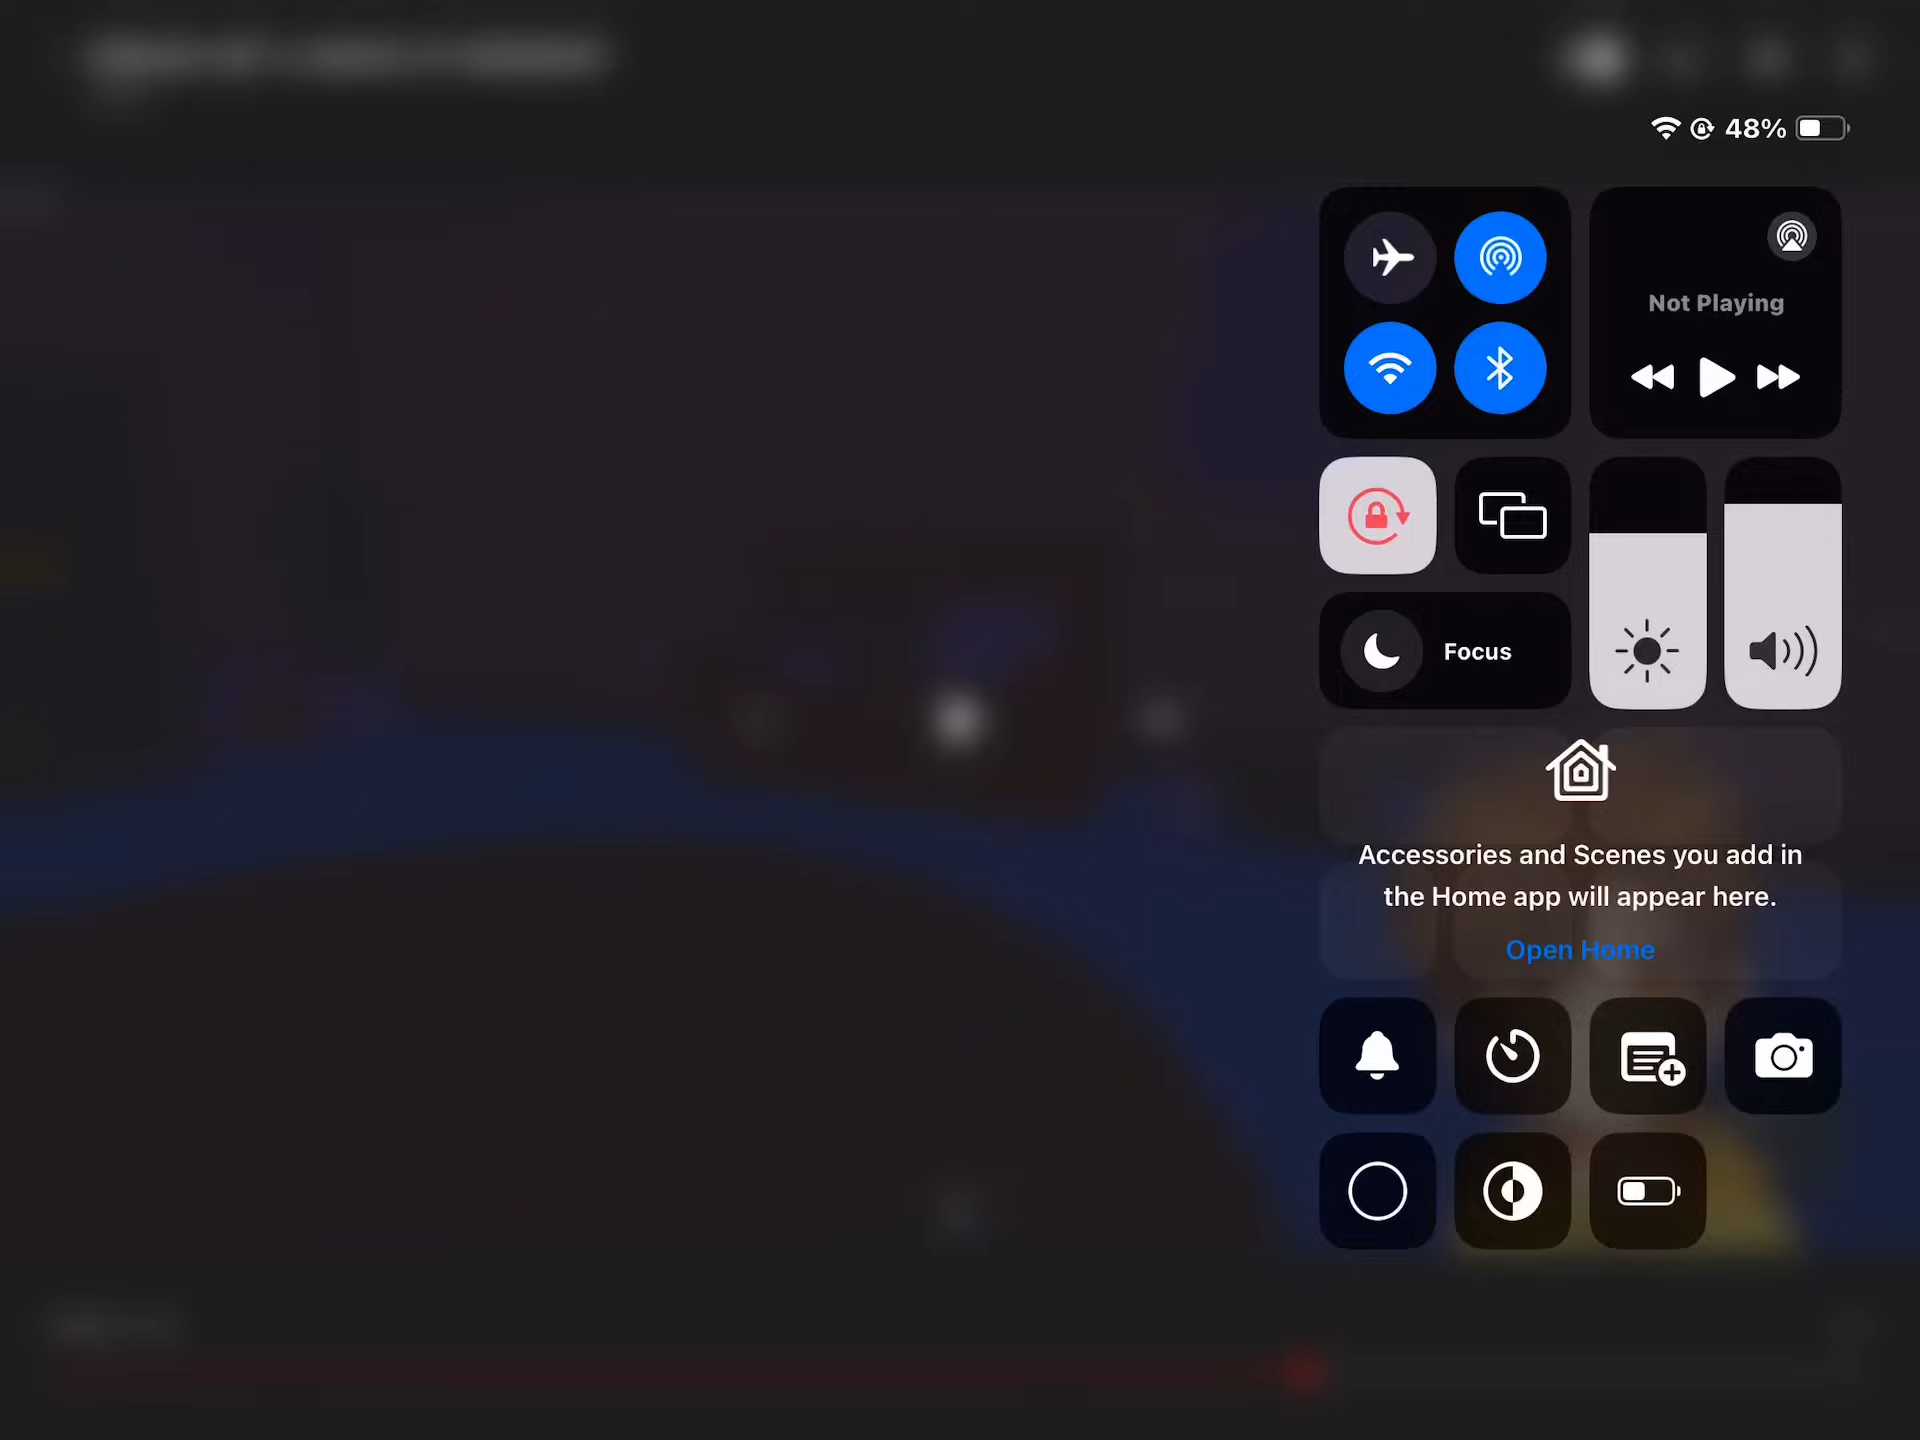 48%
Not Playing
Focus
Accessories and Scenes you add in
the Home app will appear here.
Open Home